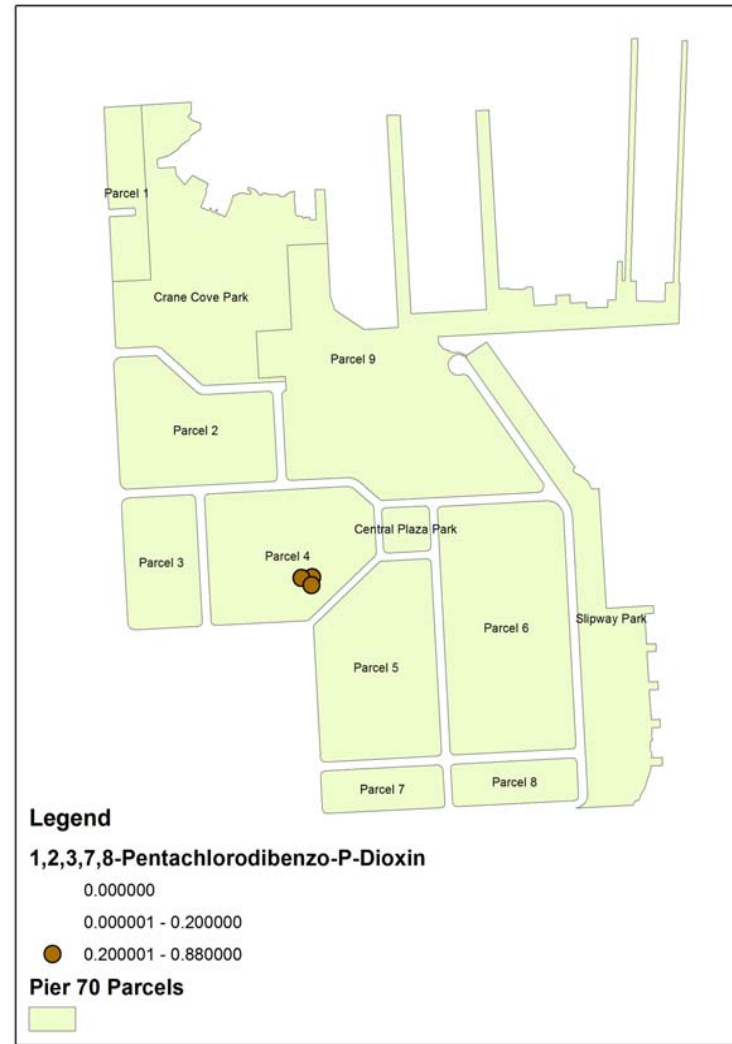 Parcel 1
Crane Cove Park
Parcel 9
Parcel 2
Central Plaza Park
Parcel 4
Parcel 3
Slipway Park
Parcel 6
Parcel 5
Parcel 8
Parcel 7
Legend
1,2,3,7,8-Pentachlorodibenzo-P-Dioxin
0.000000
0.000001 - 0.200000
0.200001 - 0.880000
Pier 70 Parcels